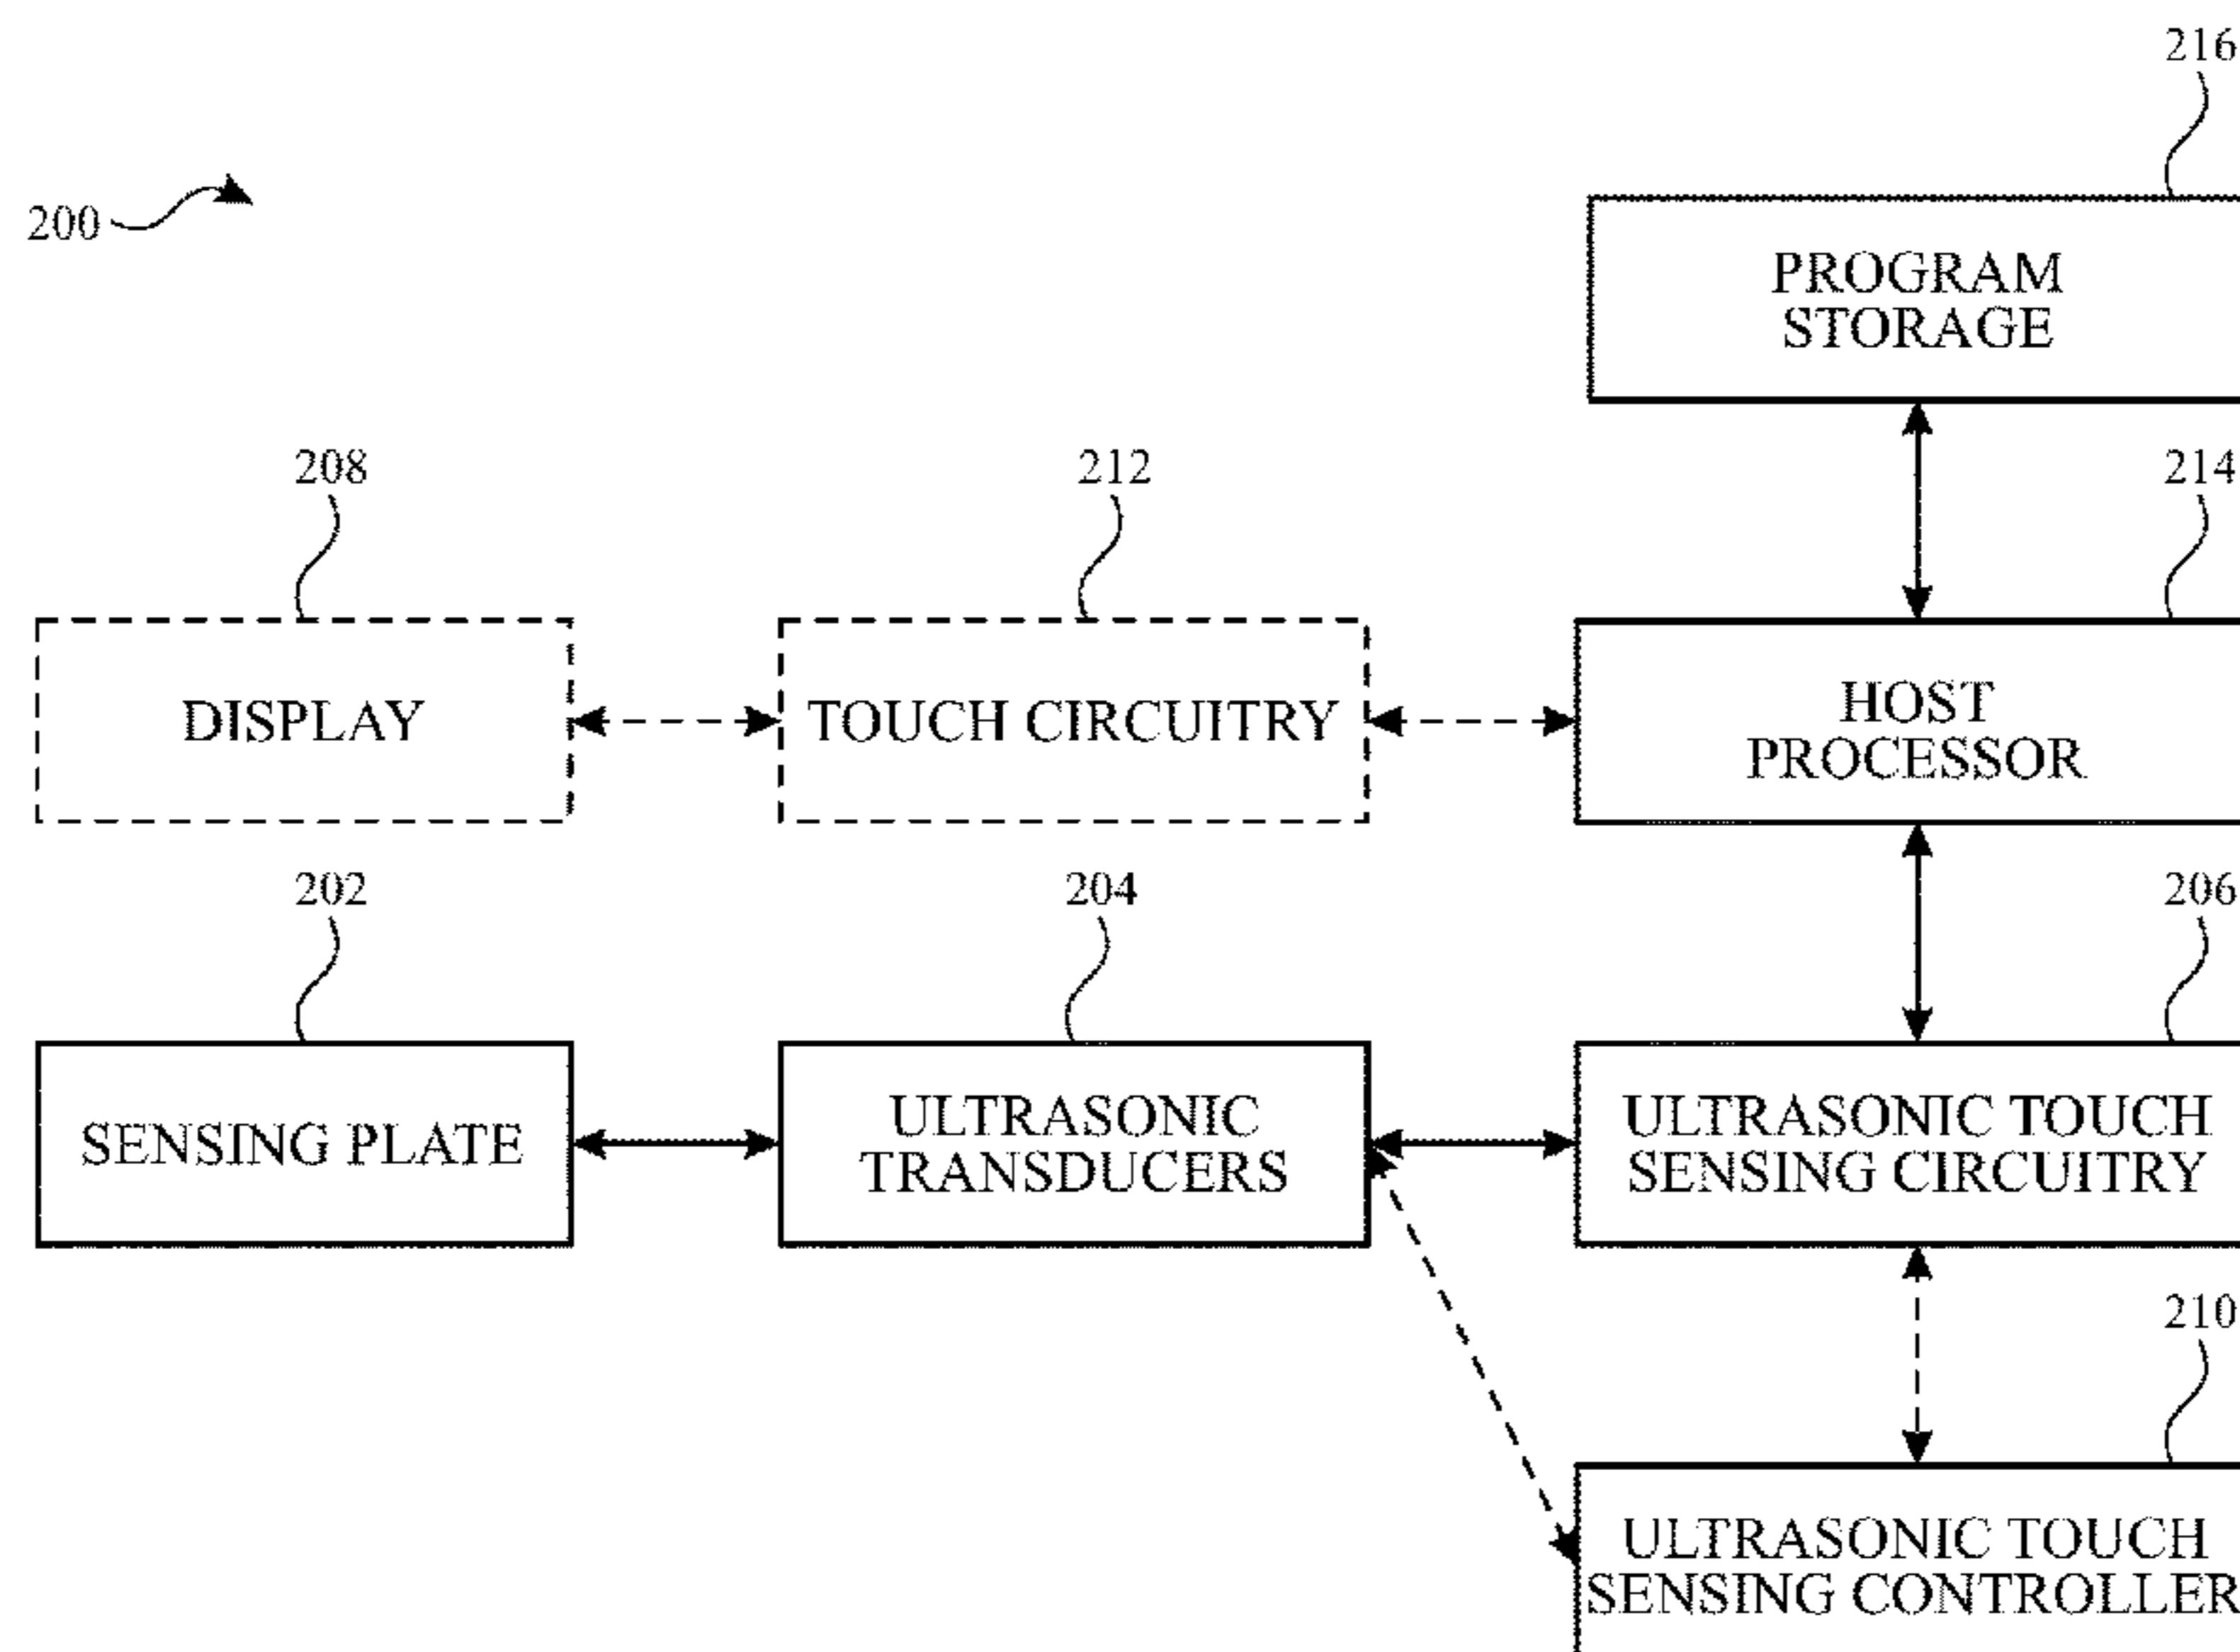 216
200
PROGRAM
STORAGE
208
212
214
DISPLAY
TOUCH CIRCUITRY
HOST
PROCESSOR
202
204
206
SENSING PLATE
ULTRASONIC
TRANSDUCERS
ULTRASONIC TOUCH
SENSING CIRCUITRY
210
ULTRASONIC TOUCH
SENSING CONTROLLER